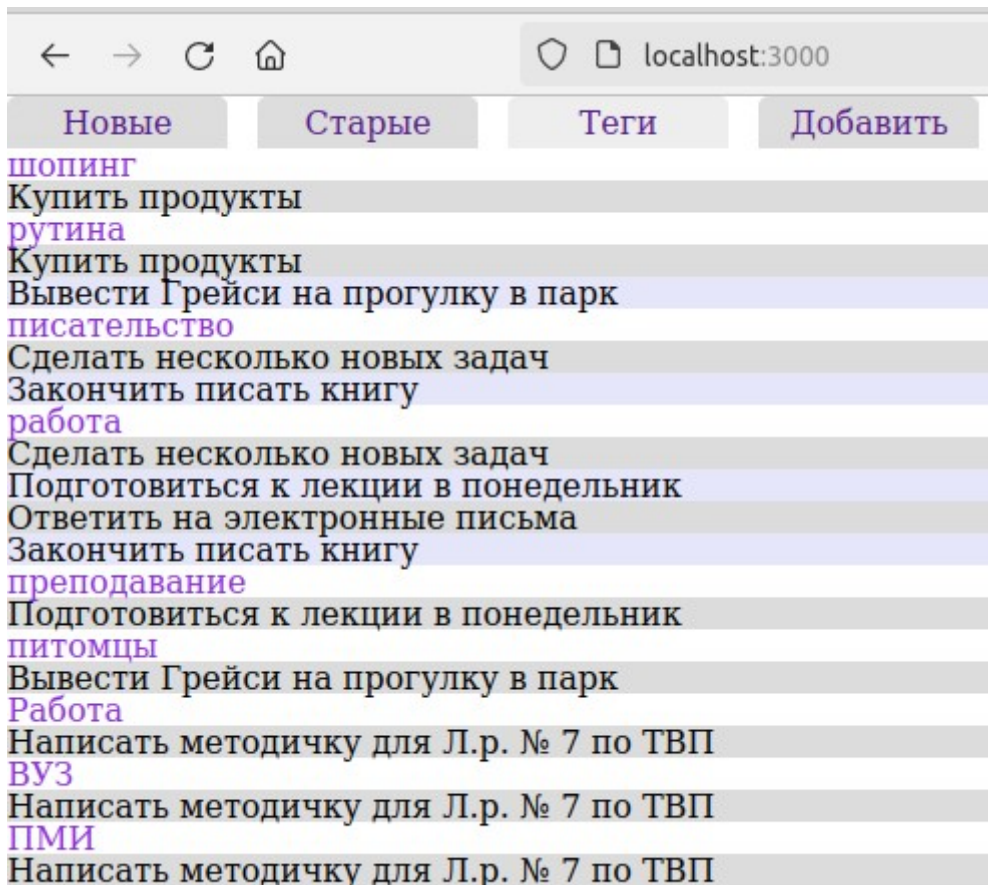 localhost:3000
Новые Старые Теги Добавить
шопинг
Купить продукты
рутина
Купить продукты
Вывести Грейси на прогулку в парк
писательство
Сделать несколько новых задач
Закончить писать книгу
работа
Сделать несколько новых задач
Подготовиться к лекции в понедельник
Ответить на электронные письма
Закончить писать книгу
преподавание
Подготовиться к лекции в понедельник
питомцы
Вывести Грейси на прогулку в парк
Работа
Написать методичку для Л.р. № 7 по ТВП
ВУЗ
Написать методичку для Л.р. № 7 по ТВП
ПМИ
Написать методичку для Л.р. № 7 по ТВП